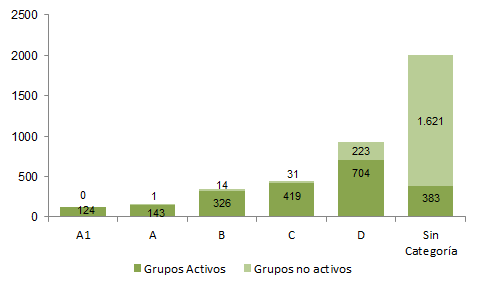 2500
2000
1.621
1500
1000
223
500
14
31
704
0
1
326
419
383
124
143
0
A1
A
B
C
D
Sin
Categoría
Grupos Activos
Grupos no activos